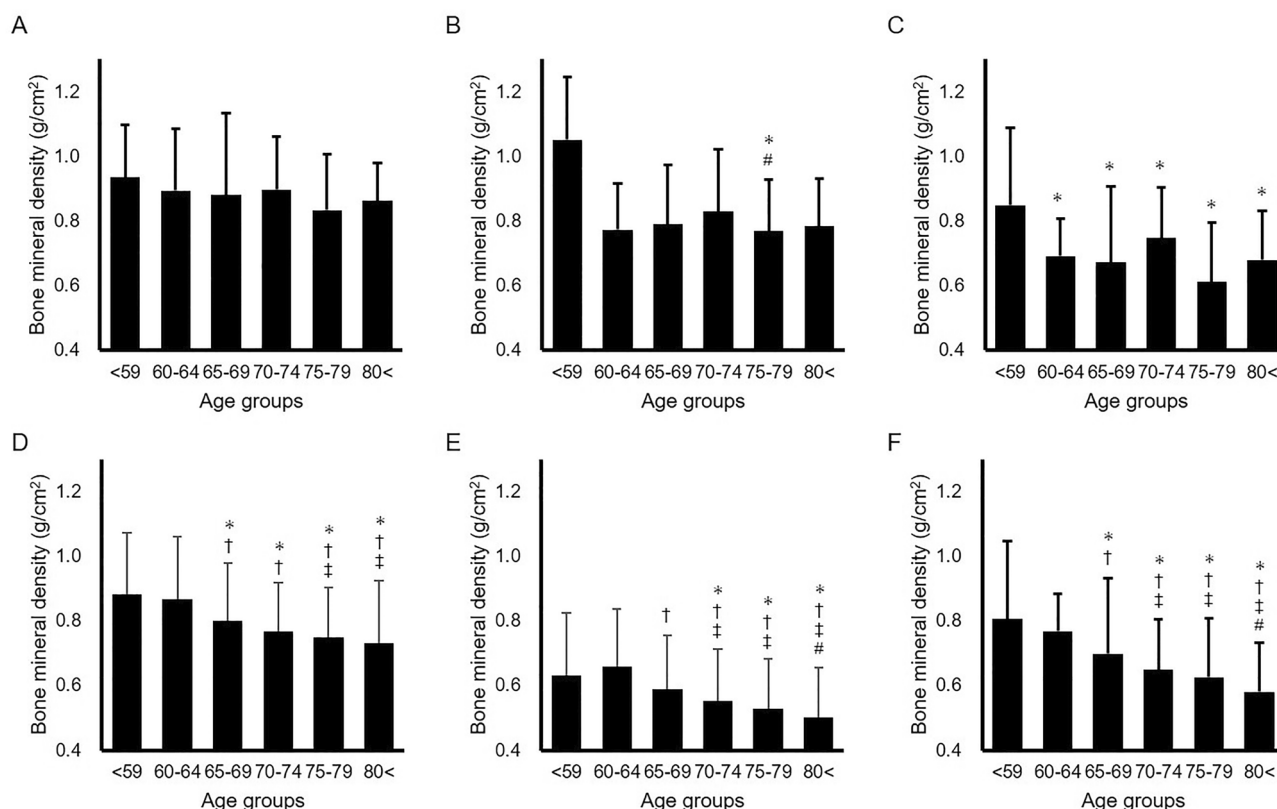 A
Bone mineral density (g/cm²)
1.2
1.0
0.8
0.6
0.4
<59 60-64 65-69 70-74 75-79 80<
Age groups
B
Bone mineral density (g/cm²)
1.2
1.0
0.8
0.6
0.4
*
#
<59 60-64 65-69 70-74 75-79 80<
Age groups
C
Bone mineral density (g/cm²)
1.2
1.0
0.8
0.6
0.4
* * * * *
<59 60-64 65-69 70-74 75-79 80<
Age groups
D
Bone mineral density (g/cm²)
1.2
1.0
0.8
0.6
0.4
* * * *
† † † †
‡ ‡
<59 60-64 65-69 70-74 75-79 80<
Age groups
E
Bone mineral density (g/cm²)
1.2
1.0
0.8
0.6
0.4
* * *
† † † †
‡ ‡ ‡
#
<59 60-64 65-69 70-74 75-79 80<
Age groups
F
Bone mineral density (g/cm²)
1.2
1.0
0.8
0.6
0.4
* * * *
† † † †
‡ ‡ ‡
#
<59 60-64 65-69 70-74 75-79 80<
Age groups